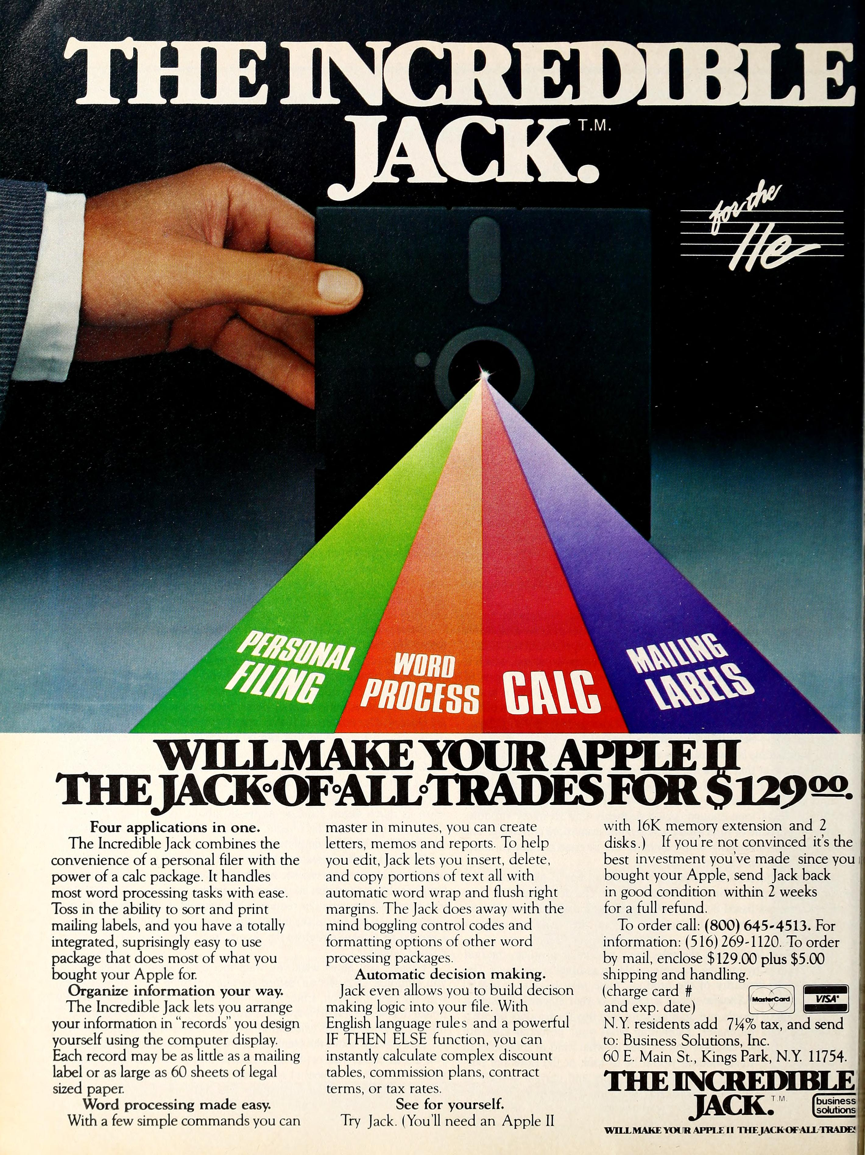 THE INCREDIBLE
JACK.T.M.
for the
IIe
PERSONAL
FILING
WORD
PROCESS
CALC
MAILING
LABELS
WILL MAKE YOUR APPLE II
THE JACK·OF·ALL·TRADES FOR $129⁰⁰.
Four applications in one.
The Incredible Jack combines the
convenience of a personal filer with the
power of a calc package. It handles
most word processing tasks with ease.
Toss in the ability to sort and print
mailing labels, and you have a totally
integrated, suprisingly easy to use
package that does most of what you
bought your Apple for.
Organize information your way.
The Incredible Jack lets you arrange
your information in "records" you design
yourself using the computer display.
Each record may be as little as a mailing
label or as large as 60 sheets of legal
sized paper.
Word processing made easy.
With a few simple commands you can
master in minutes, you can create
letters, memos and reports. To help
you edit, Jack lets you insert, delete,
and copy portions of text all with
automatic word wrap and flush right
margins. The Jack does away with the
mind boggling control codes and
formatting options of other word
processing packages.
Automatic decision making.
Jack even allows you to build decison
making logic into your file. With
English language rules and a powerful
IF THEN ELSE function, you can
instantly calculate complex discount
tables, commission plans, contract
terms, or tax rates.
See for yourself.
Try Jack. (You'll need an Apple II
with 16K memory extension and 2
disks.) If you're not convinced it's the
best investment you've made since you
bought your Apple, send Jack back
in good condition within 2 weeks
for a full refund.
To order call: (800) 645-4513. For
information: (516) 269-1120. To order
by mail, enclose $129.00 plus $5.00
shipping and handling.
(charge card #
and exp. date)
MasterCard
VISA®
N.Y. residents add 7¼% tax, and send
to: Business Solutions, Inc.
60 E. Main St., Kings Park, N.Y. 11754.
THE INCREDIBLE
JACK.T.M.
business
solutions
WILL MAKE YOUR APPLE II THE JACK·OF·ALL·TRADES